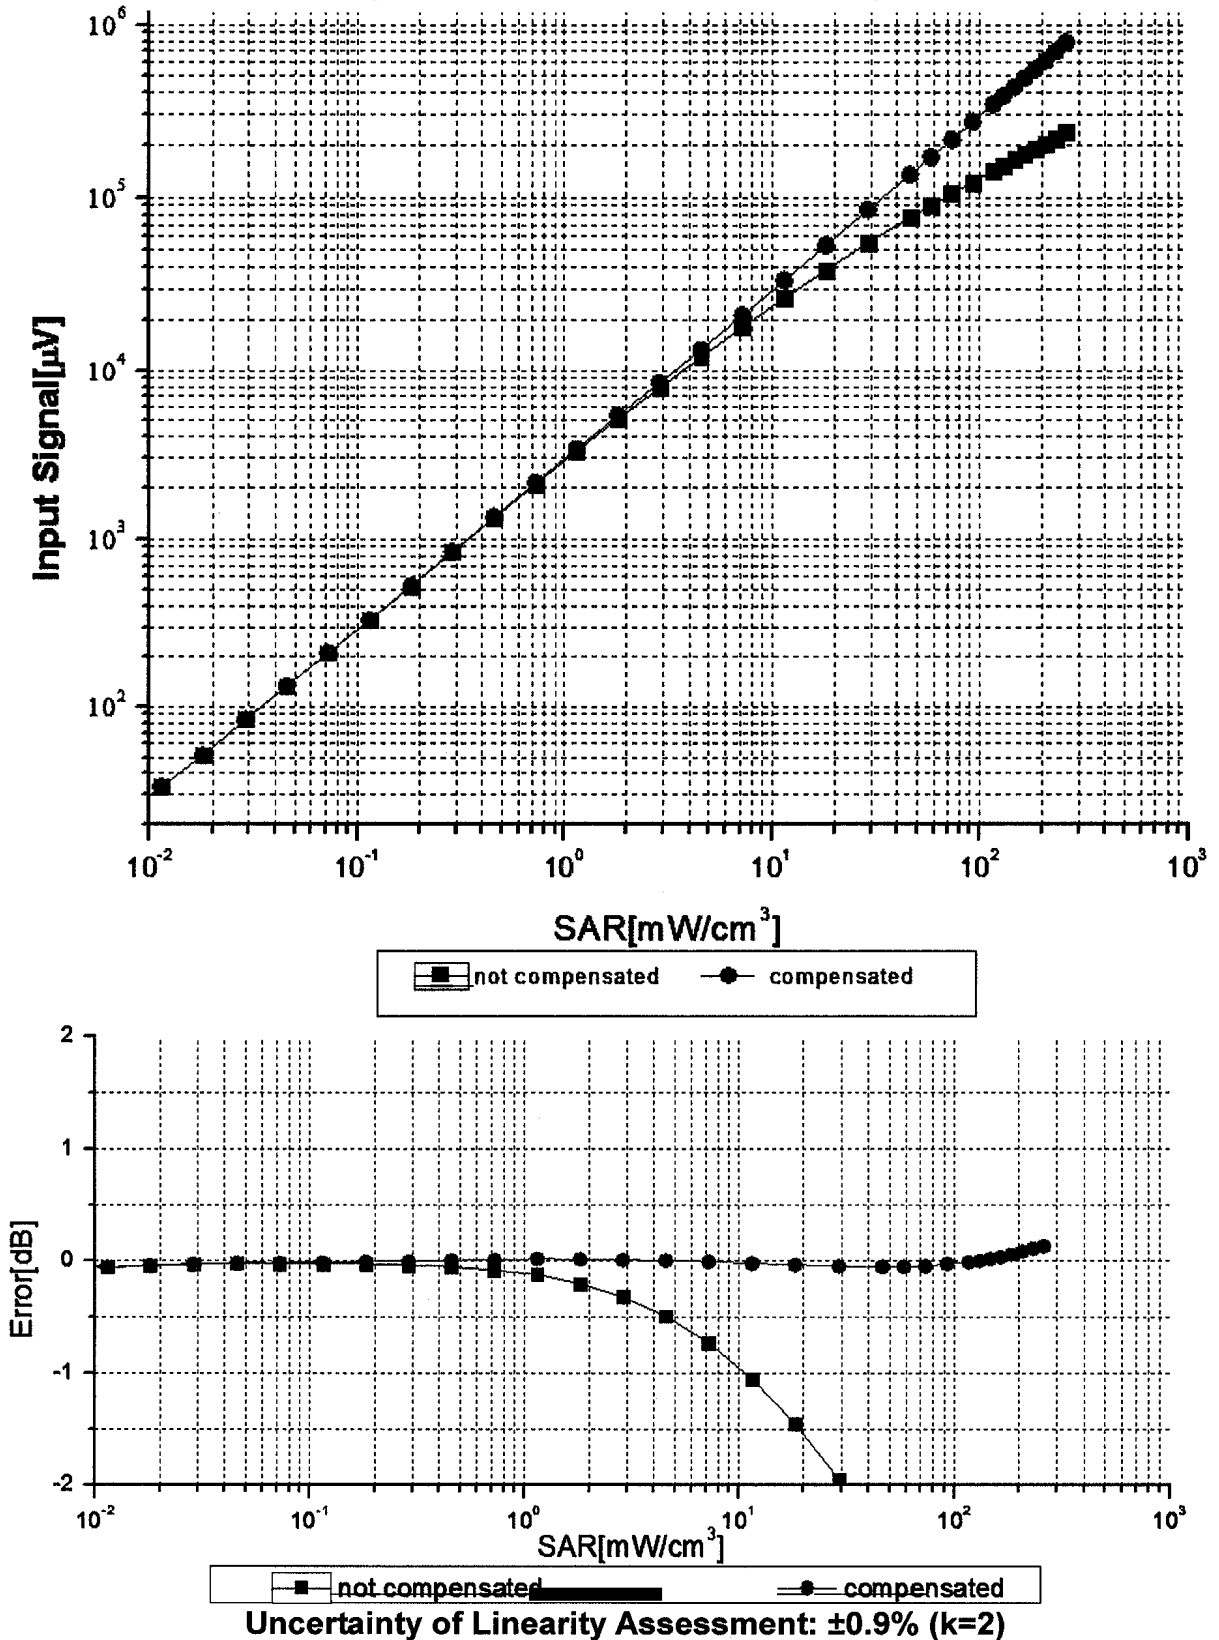 10⁶
10⁵
10⁴
10³
10²
Input Signal[µV]
10⁻² 10⁻¹ 10⁰ 10¹ 10² 10³
SAR[mW/cm³]
not compensated compensated
2
1
0
-1
-2
Error[dB]
10⁻² 10⁻¹ 10⁰ 10¹ 10² 10³
SAR[mW/cm³]
not compensated compensated
Uncertainty of Linearity Assessment: ±0.9% (k=2)